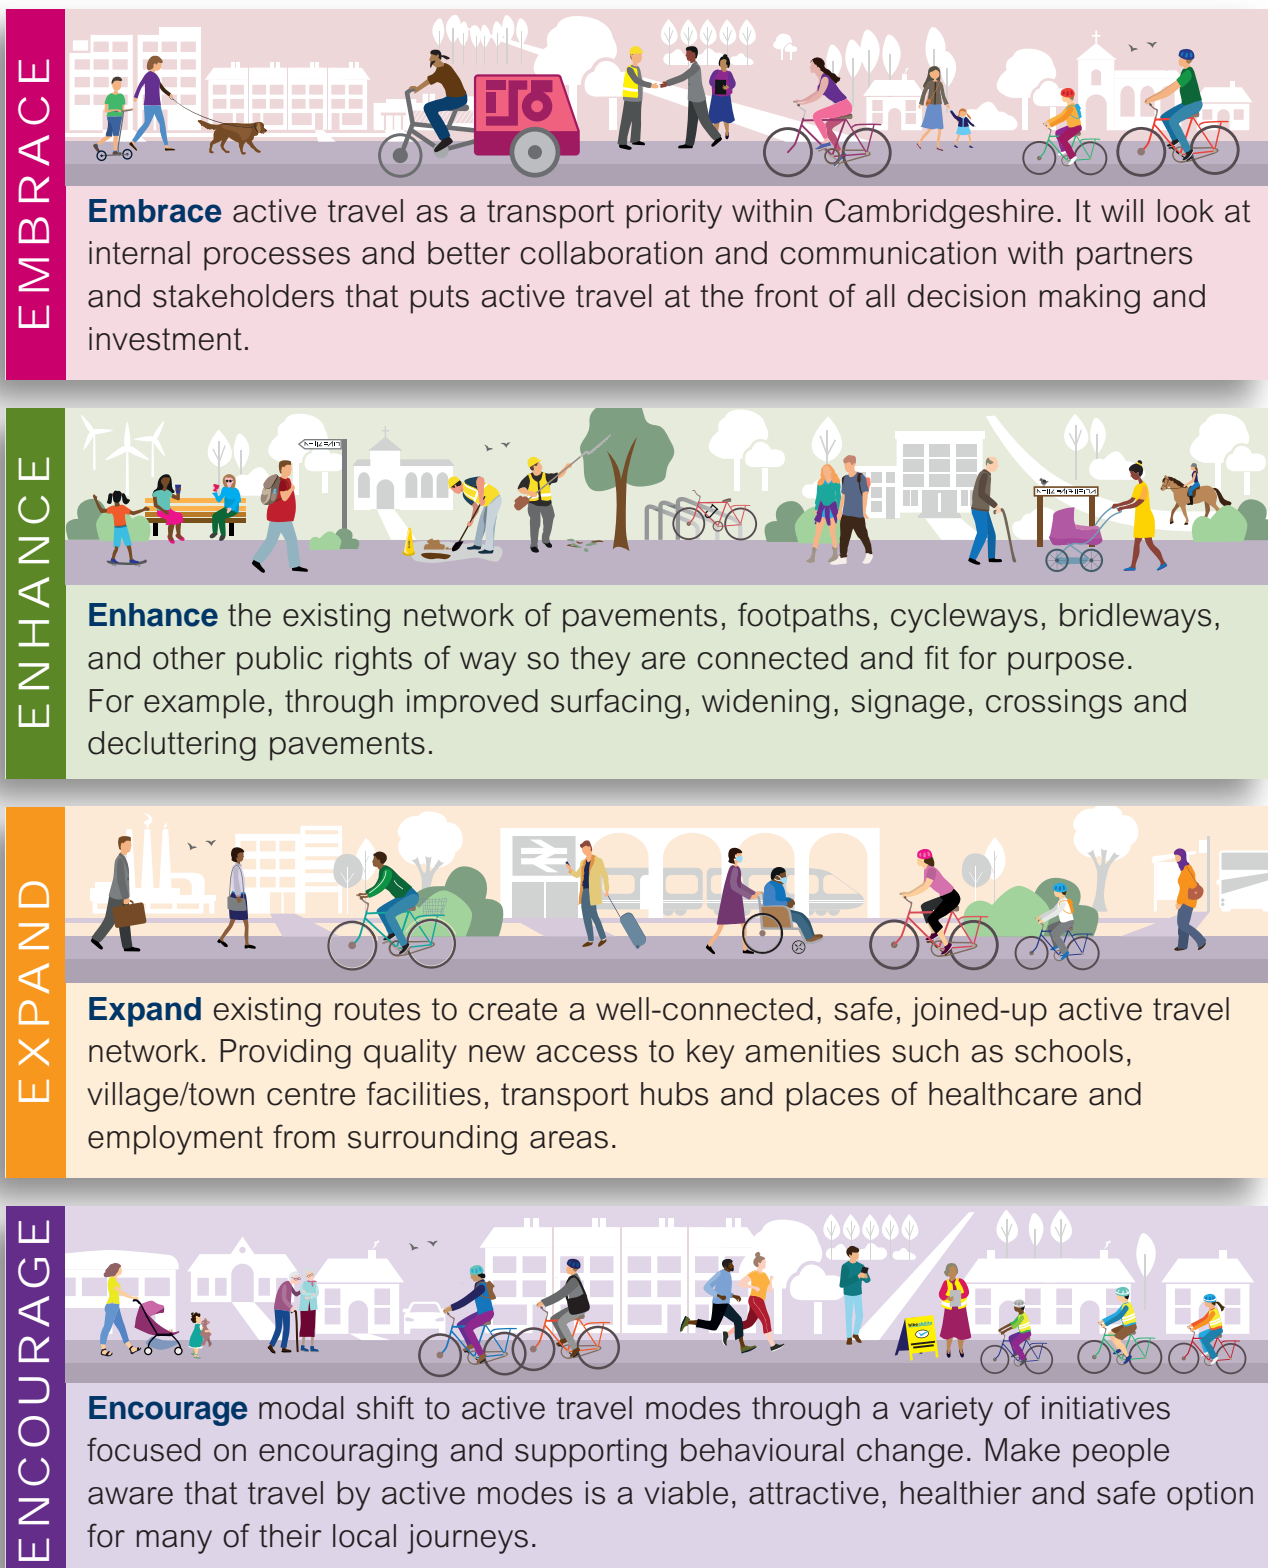 EMBRACE
Embrace active travel as a transport priority within Cambridgeshire. It will look at
internal processes and better collaboration and communication with partners
and stakeholders that puts active travel at the front of all decision making and
investment.
ENHANCE
Enhance the existing network of pavements, footpaths, cycleways, bridleways,
and other public rights of way so they are connected and fit for purpose.
For example, through improved surfacing, widening, signage, crossings and
decluttering pavements.
EXPAND
Expand existing routes to create a well-connected, safe, joined-up active travel
network. Providing quality new access to key amenities such as schools,
village/town centre facilities, transport hubs and places of healthcare and
employment from surrounding areas.
ENCOURAGE
Encourage modal shift to active travel modes through a variety of initiatives
focused on encouraging and supporting behavioural change. Make people
aware that travel by active modes is a viable, attractive, healthier and safe option
for many of their local journeys.